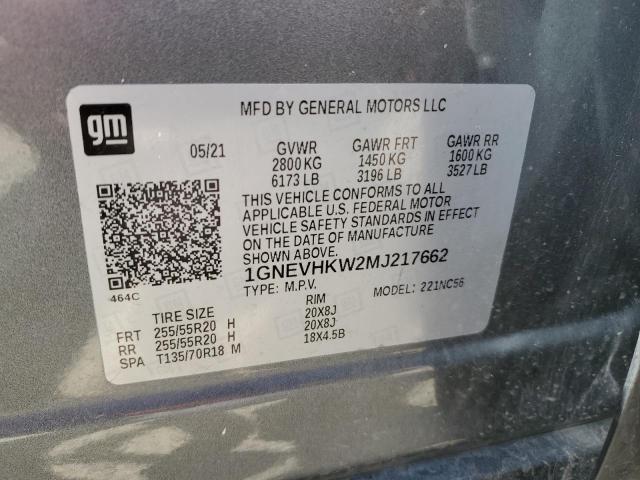 gm
MFD BY GENERAL MOTORS LLC
05/21 GVWR GAWR FRT GAWR RR
2800 KG 1450 KG 1600 KG
6173 LB 3196 LB 3527 LB
THIS VEHICLE CONFORMS TO ALL
APPLICABLE U.S. FEDERAL MOTOR
VEHICLE SAFETY STANDARDS IN EFFECT
ON THE DATE OF MANUFACTURE
1GNEVHKW2MJ217662
TYPE: M.P.V. MODEL: 221NC56
464C
TIRE SIZE RIM
FRT 255/55R20 H 20X8J
RR 255/55R20 H 20X8J
SPA T135/70R18 M 18X4.5B